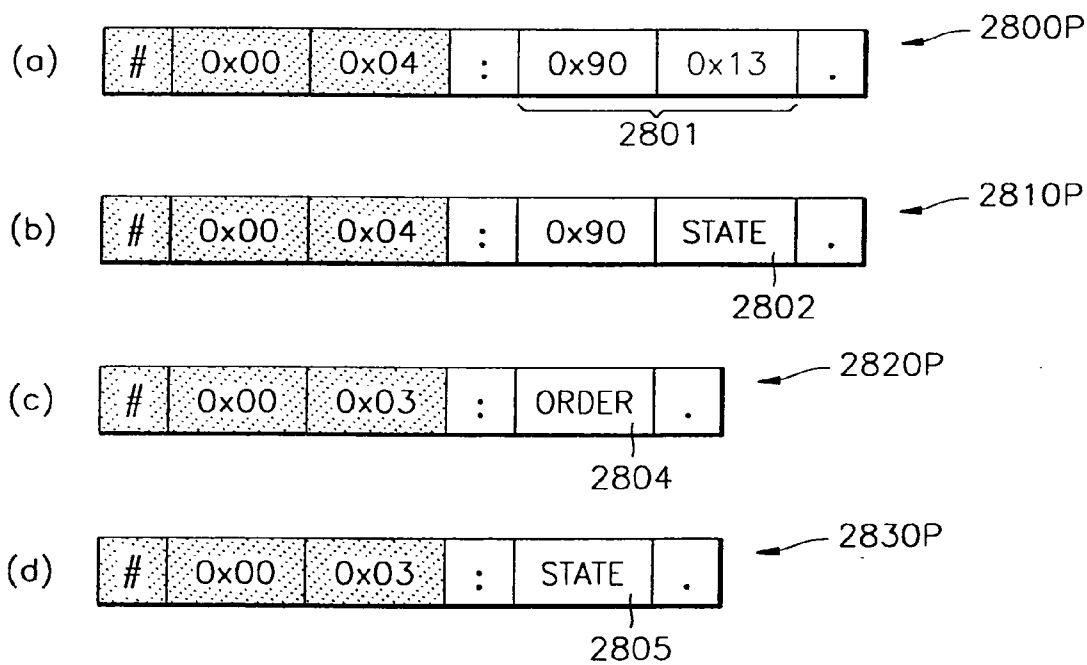 (a) # 0x00 0x04 : 0x90 0x13 . 2800P
2801
(b) # 0x00 0x04 : 0x90 STATE . 2810P
2802
(c) # 0x00 0x03 : ORDER . 2820P
2804
(d) # 0x00 0x03 : STATE . 2830P
2805